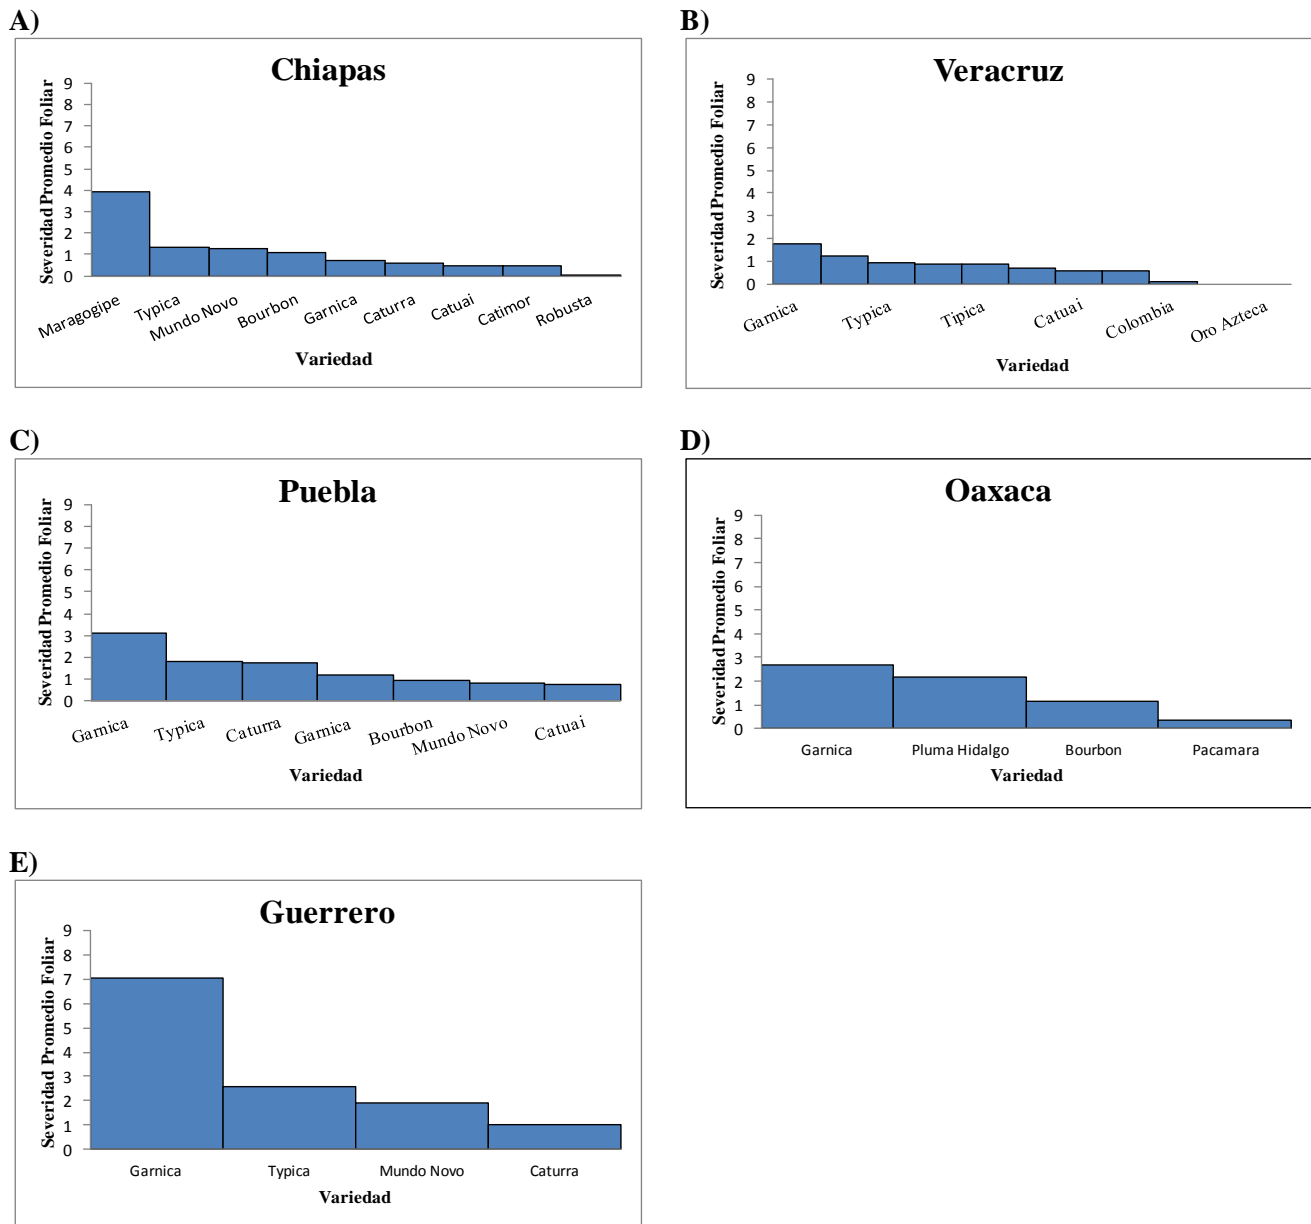 A)
Chiapas
Severidad Promedio Foliar
9
8
7
6
5
4
3
2
1
0
Maragogipe
Typica
Mundo Novo
Bourbon
Garnica
Caturra
Catuai
Catimor
Robusta
Variedad
B)
Veracruz
Severidad Promedio Foliar
9
8
7
6
5
4
3
2
1
0
Garnica
Typica
Tipica
Catuai
Colombia
Oro Azteca
Variedad
C)
Puebla
Severidad Promedio Foliar
9
8
7
6
5
4
3
2
1
0
Garnica
Typica
Caturra
Garnica
Bourbon
Mundo Novo
Catuai
Variedad
D)
Oaxaca
Severidad Promedio Foliar
9
8
7
6
5
4
3
2
1
0
Garnica
Pluma Hidalgo
Bourbon
Pacamara
Variedad
E)
Guerrero
Severidad Promedio Foliar
9
8
7
6
5
4
3
2
1
0
Garnica
Typica
Mundo Novo
Caturra
Variedad